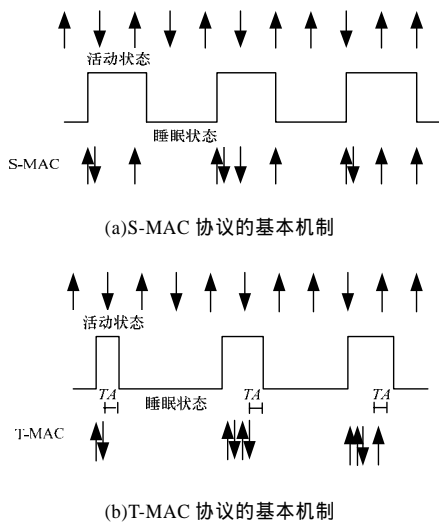 活动状态
睡眠状态
S-MAC
(a)S-MAC 协议的基本机制
活动状态
TA TA TA
睡眠状态
T-MAC
(b)T-MAC 协议的基本机制